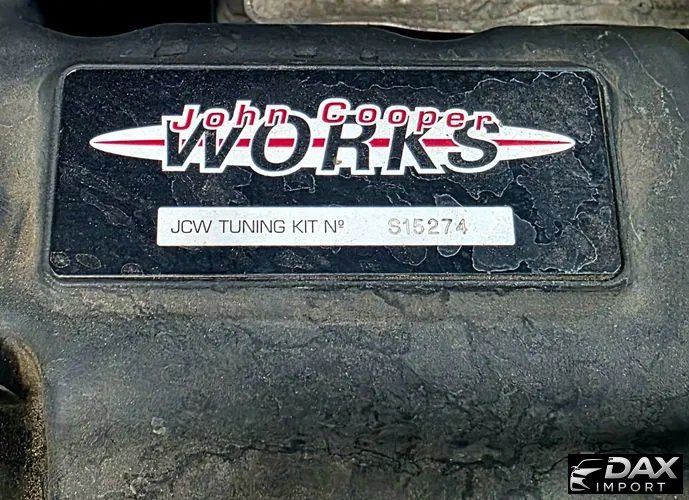 John Cooper
WORKS
JCW TUNING KIT Nº S15274
DAX
IMPORT